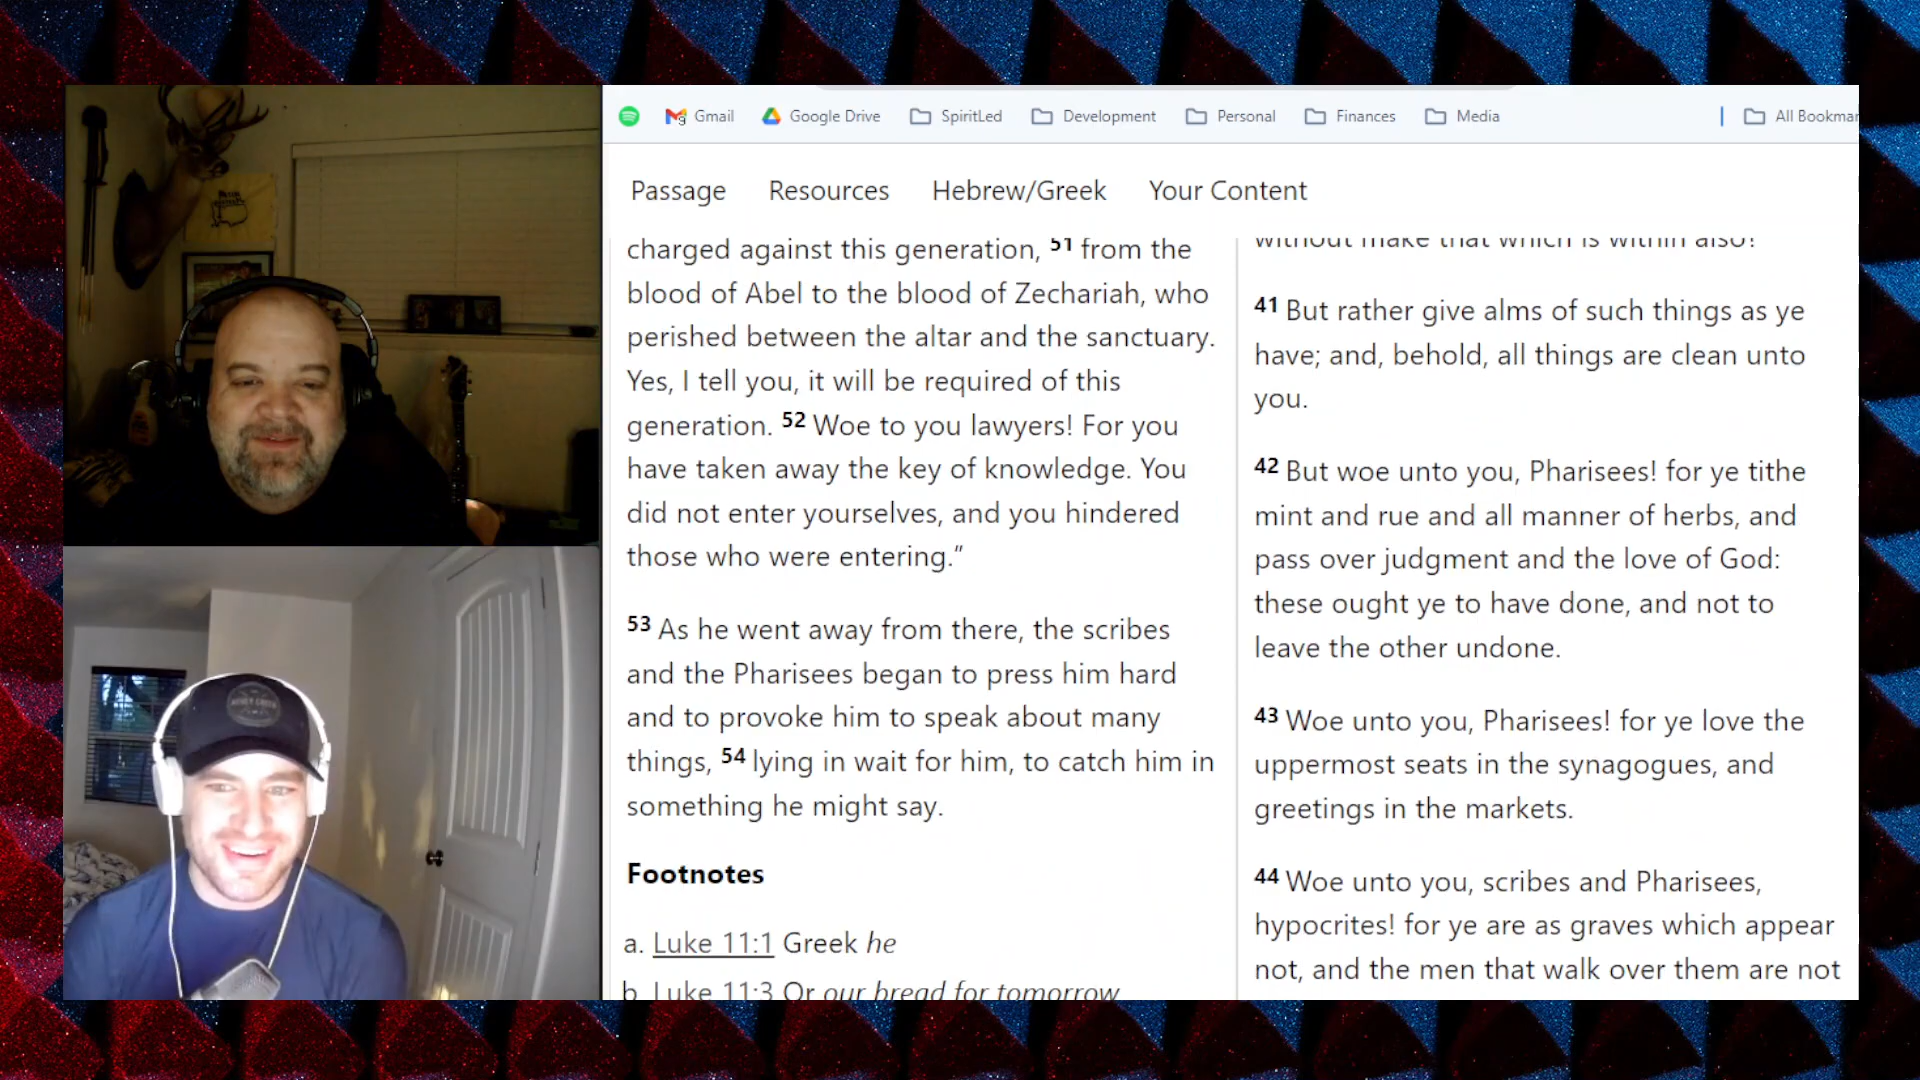 Gmail Google Drive SpiritLed Development Personal Finances Media All Bookmar
Passage Resources Hebrew/Greek Your Content
charged against this generation, 51 from the
blood of Abel to the blood of Zechariah, who
perished between the altar and the sanctuary.
Yes, I tell you, it will be required of this
generation. 52 Woe to you lawyers! For you
have taken away the key of knowledge. You
did not enter yourselves, and you hindered
those who were entering.”
53 As he went away from there, the scribes
and the Pharisees began to press him hard
and to provoke him to speak about many
things, 54 lying in wait for him, to catch him in
something he might say.
Footnotes
a. Luke 11:1 Greek he
b. Luke 11:3 Or our bread for tomorrow
without make that which is within also?
41 But rather give alms of such things as ye
have; and, behold, all things are clean unto
you.
42 But woe unto you, Pharisees! for ye tithe
mint and rue and all manner of herbs, and
pass over judgment and the love of God:
these ought ye to have done, and not to
leave the other undone.
43 Woe unto you, Pharisees! for ye love the
uppermost seats in the synagogues, and
greetings in the markets.
44 Woe unto you, scribes and Pharisees,
hypocrites! for ye are as graves which appear
not, and the men that walk over them are not